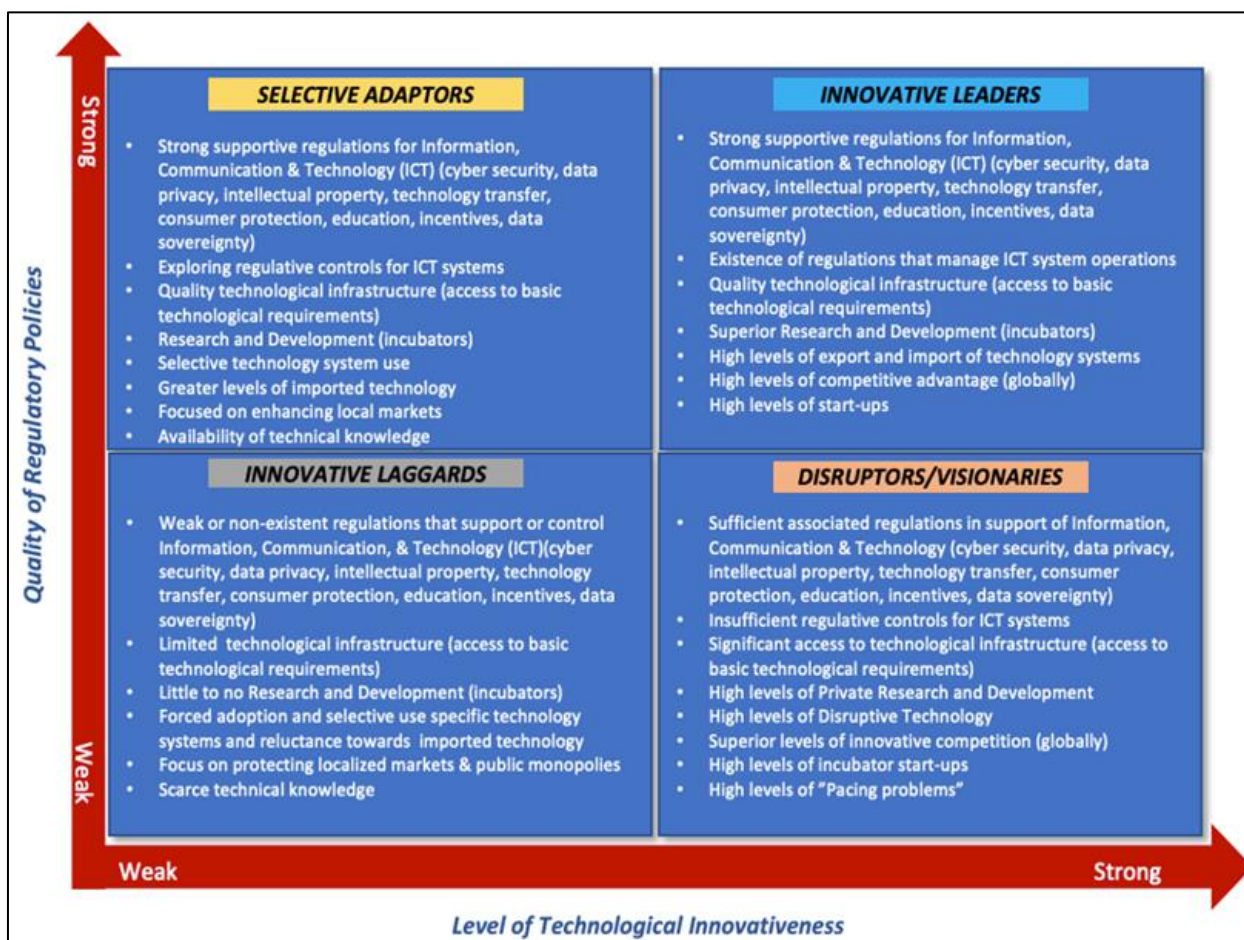 Quality of Regulatory Policies
Strong
Weak
SELECTIVE ADAPTORS
• Strong supportive regulations for Information,
Communication & Technology (ICT) (cyber security, data
privacy, intellectual property, technology transfer,
consumer protection, education, incentives, data
sovereignty)
• Exploring regulative controls for ICT systems
• Quality technological infrastructure (access to basic
technological requirements)
• Research and Development (incubators)
• Selective technology system use
• Greater levels of imported technology
• Focused on enhancing local markets
• Availability of technical knowledge
INNOVATIVE LEADERS
• Strong supportive regulations for Information,
Communication & Technology (ICT) (cyber security, data
privacy, intellectual property, technology transfer,
consumer protection, education, incentives, data
sovereignty)
• Existence of regulations that manage ICT system operations
• Quality technological infrastructure (access to basic
technological requirements)
• Superior Research and Development (incubators)
• High levels of export and import of technology systems
• High levels of competitive advantage (globally)
• High levels of start-ups
INNOVATIVE LAGGARDS
• Weak or non-existent regulations that support or control
Information, Communication, & Technology (ICT)(cyber
security, data privacy, intellectual property, technology
transfer, consumer protection, education, incentives, data
sovereignty)
• Limited technological infrastructure (access to basic
technological requirements)
• Little to no Research and Development (incubators)
• Forced adoption and selective use specific technology
systems and reluctance towards imported technology
• Focus on protecting localized markets & public monopolies
• Scarce technical knowledge
DISRUPTORS/VISIONARIES
• Sufficient associated regulations in support of Information,
Communication & Technology (cyber security, data privacy,
intellectual property, technology transfer, consumer
protection, education, incentives, data sovereignty)
• Insufficient regulative controls for ICT systems
• Significant access to technological infrastructure (access to
basic technological requirements)
• High levels of Private Research and Development
• High levels of Disruptive Technology
• Superior levels of innovative competition (globally)
• High levels of incubator start-ups
• High levels of ”Pacing problems”
Weak
Strong
Level of Technological Innovativeness